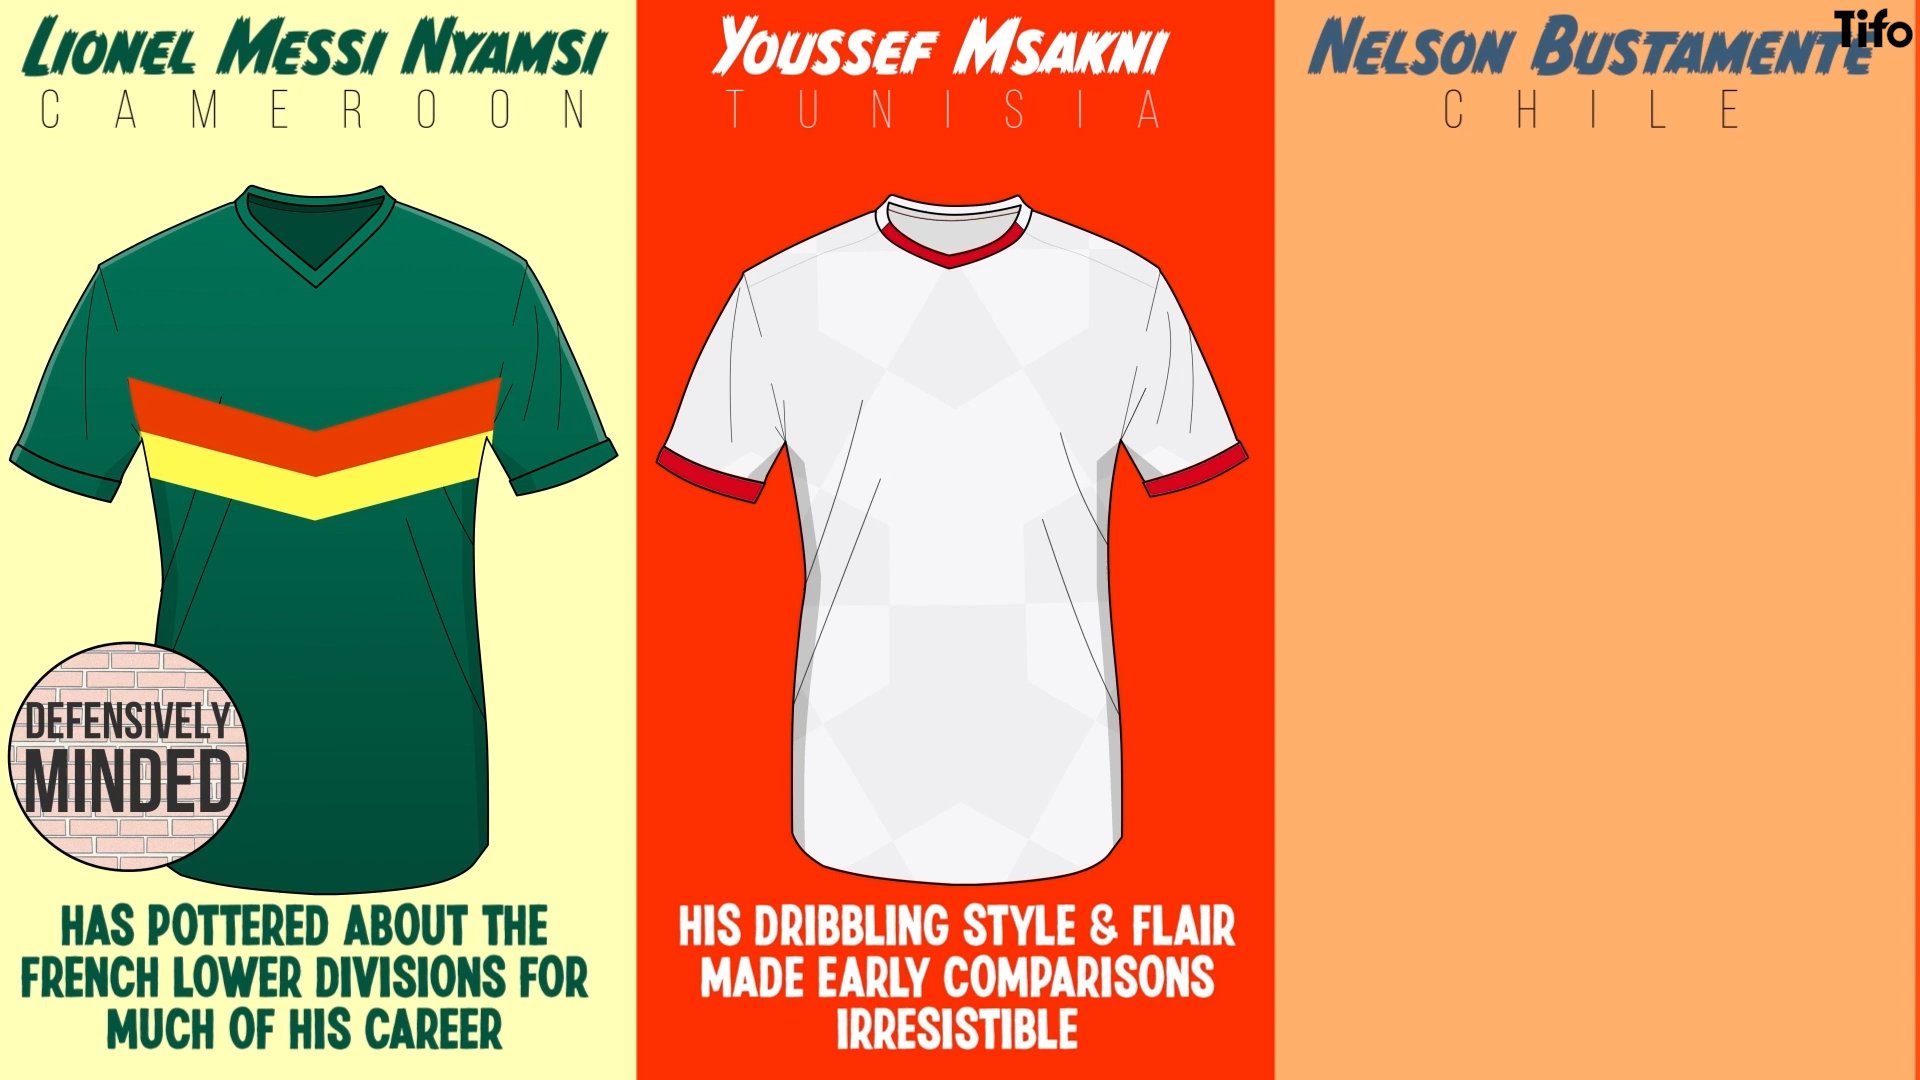 Lionel Messi Nyamsi
CAMEROON
DEFENSIVELY
MINDED
HAS POTTERED ABOUT THE
FRENCH LOWER DIVISIONS FOR
MUCH OF HIS CAREER
Youssef Msakni
TUNISIA
HIS DRIBBLING STYLE & FLAIR
MADE EARLY COMPARISONS
IRRESISTIBLE
Nelson Bustamente
CHILE
Tifo